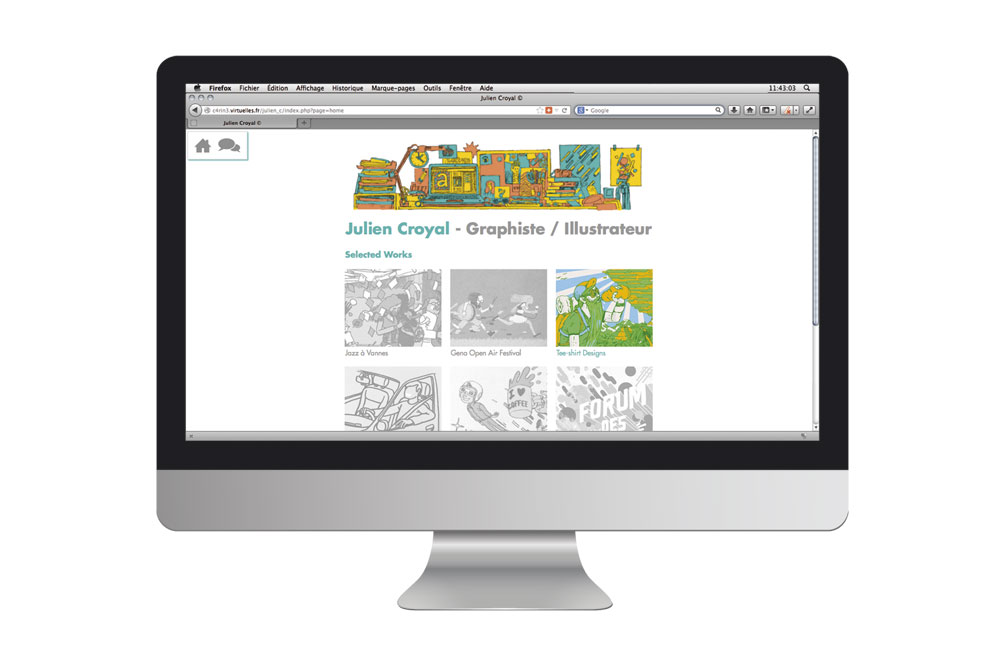 Firefox Fichier Édition Affichage Historique Marque-pages Outils Fenêtre Aide 11:43:03
Julien Croyal ©
c4rin3.virtuelles.fr/julien_c/index.php?page=home Google
Julien Croyal ©
a
Julien Croyal - Graphiste / Illustrateur
Selected Works
Jazz à Vannes Gena Open Air Festival Tee-shirt Designs
I
COFFEE
FORUM
DES